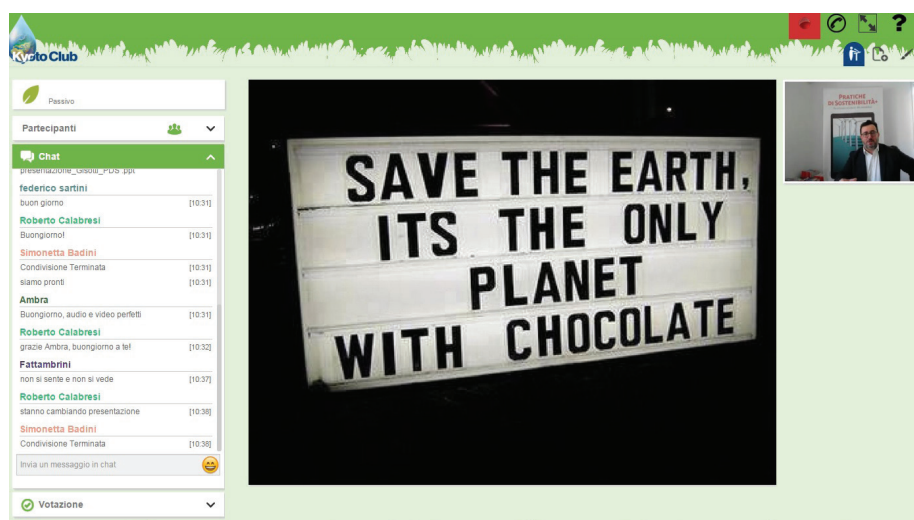 Kyoto Club
?
Passivo
Partecipanti
Chat
presentazione_Gisotti_PDS .ppt
federico sartini
buon giorno [10:31]
Roberto Calabresi
Buongiorno! [10:31]
Simonetta Badini
Condivisione Terminata [10:31]
siamo pronti [10:31]
Ambra
Buongiorno, audio e video perfetti [10:31]
Roberto Calabresi
grazie Ambra, buongiorno a te! [10:32]
Fattambrini
non si sente e non si vede [10:37]
Roberto Calabresi
stanno cambiando presentazione [10:38]
Simonetta Badini
Condivisione Terminata [10:38]
Invia un messaggio in chat
Votazione
SAVE THE EARTH,
ITS THE ONLY
PLANET
WITH CHOCOLATE
PRATICHE
DI SOSTENIBILITÀ